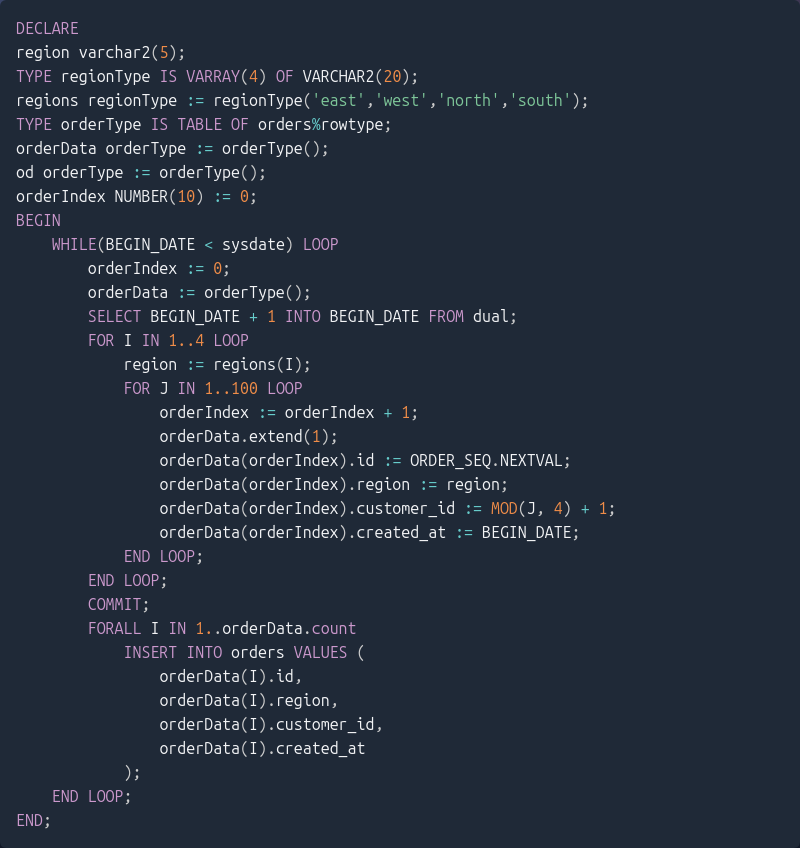 DECLARE
region varchar2(5);
TYPE regionType IS VARRAY(4) OF VARCHAR2(20);
regions regionType := regionType('east','west','north','south');
TYPE orderType IS TABLE OF orders%rowtype;
orderData orderType := orderType();
od orderType := orderType();
orderIndex NUMBER(10) := 0;
BEGIN
    WHILE(BEGIN_DATE < sysdate) LOOP
        orderIndex := 0;
        orderData := orderType();
        SELECT BEGIN_DATE + 1 INTO BEGIN_DATE FROM dual;
        FOR I IN 1..4 LOOP
            region := regions(I);
            FOR J IN 1..100 LOOP
                orderIndex := orderIndex + 1;
                orderData.extend(1);
                orderData(orderIndex).id := ORDER_SEQ.NEXTVAL;
                orderData(orderIndex).region := region;
                orderData(orderIndex).customer_id := MOD(J, 4) + 1;
                orderData(orderIndex).created_at := BEGIN_DATE;
            END LOOP;
        END LOOP;
        COMMIT;
        FORALL I IN 1..orderData.count
            INSERT INTO orders VALUES (
                orderData(I).id,
                orderData(I).region,
                orderData(I).customer_id,
                orderData(I).created_at
            );
    END LOOP;
END;